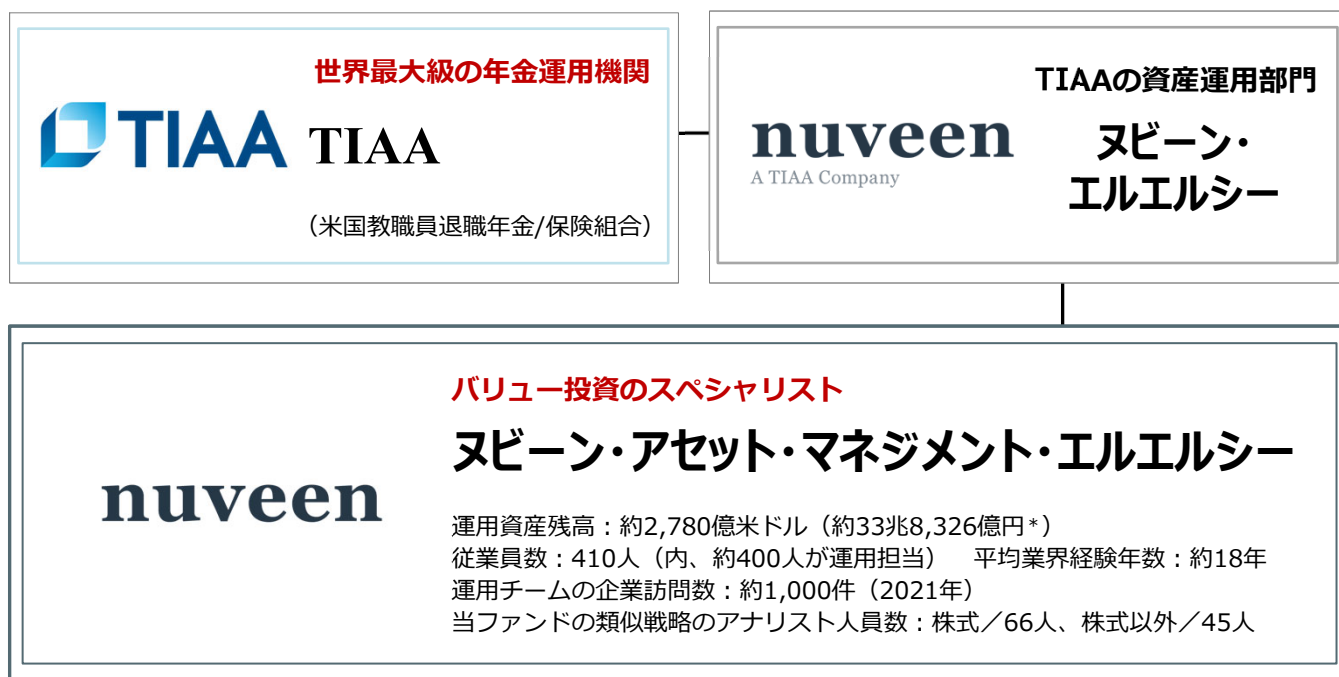 世界最大級の年金運用機関
TIAA TIAA
（米国教職員退職年金/保険組合）
TIAAの資産運用部門
nuveen
A TIAA Company
ヌビーン・
エルエルシー
バリュー投資のスペシャリスト
ヌビーン・アセット・マネジメント・エルエルシー
nuveen
運用資産残高：約2,780億米ドル（約33兆8,326億円*）
従業員数：410人（内、約400人が運用担当）　平均業界経験年数：約18年
運用チームの企業訪問数：約1,000件（2021年）
当ファンドの類似戦略のアナリスト人員数：株式／66人、株式以外／45人